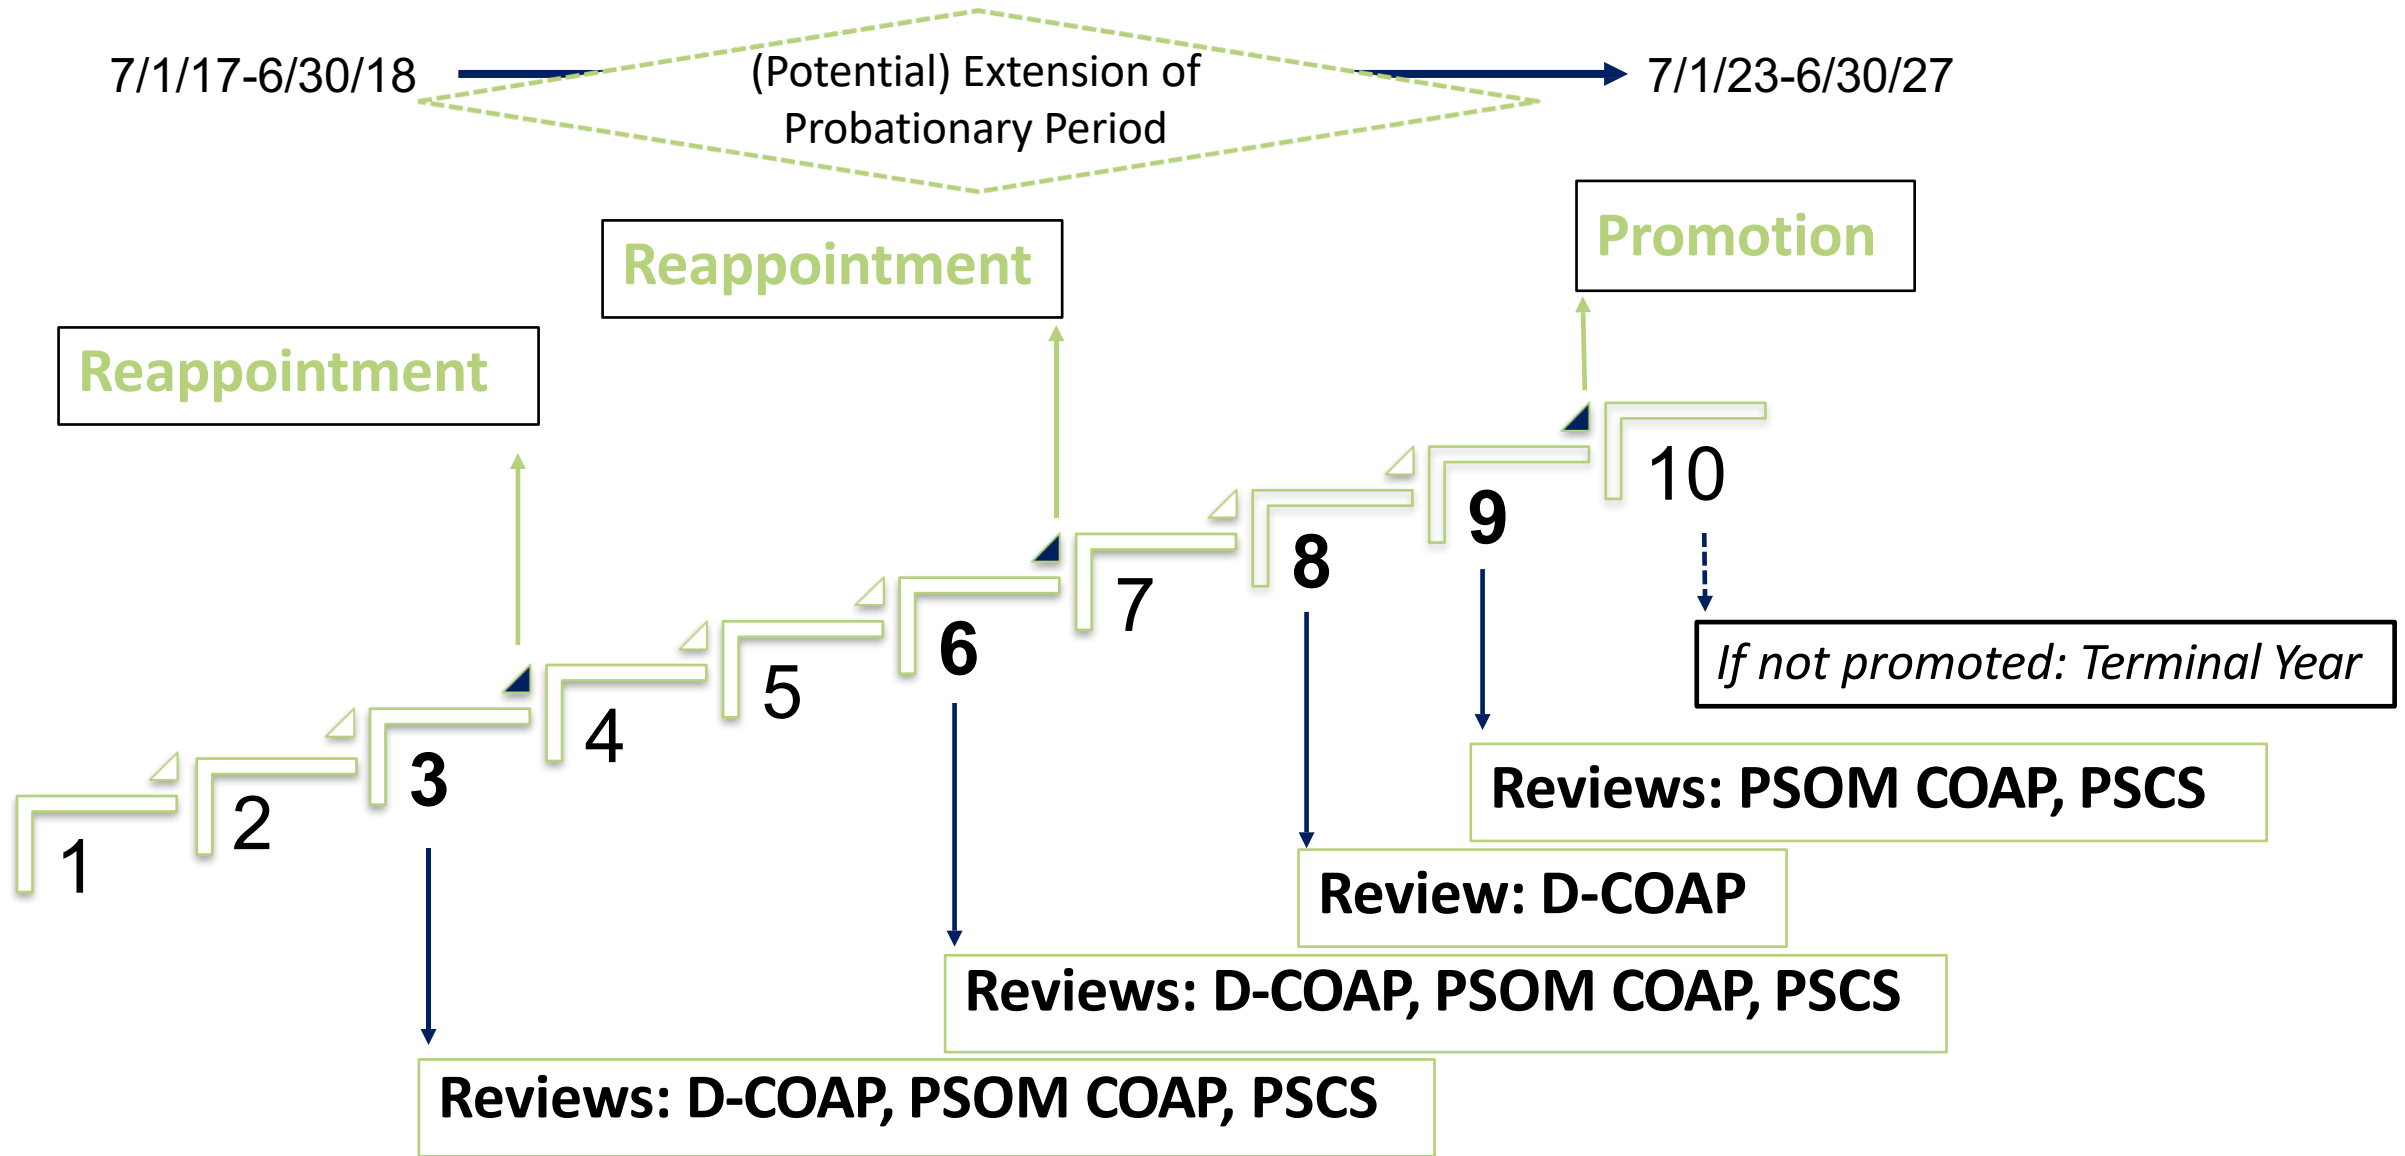 7/1/17-6/30/18
(Potential) Extension of
Probationary Period
7/1/23-6/30/27
Reappointment
Reappointment
Promotion
1
2
3
4
5
6
7
8
9
10
If not promoted: Terminal Year
Reviews: PSOM COAP, PSCS
Review: D-COAP
Reviews: D-COAP, PSOM COAP, PSCS
Reviews: D-COAP, PSOM COAP, PSCS